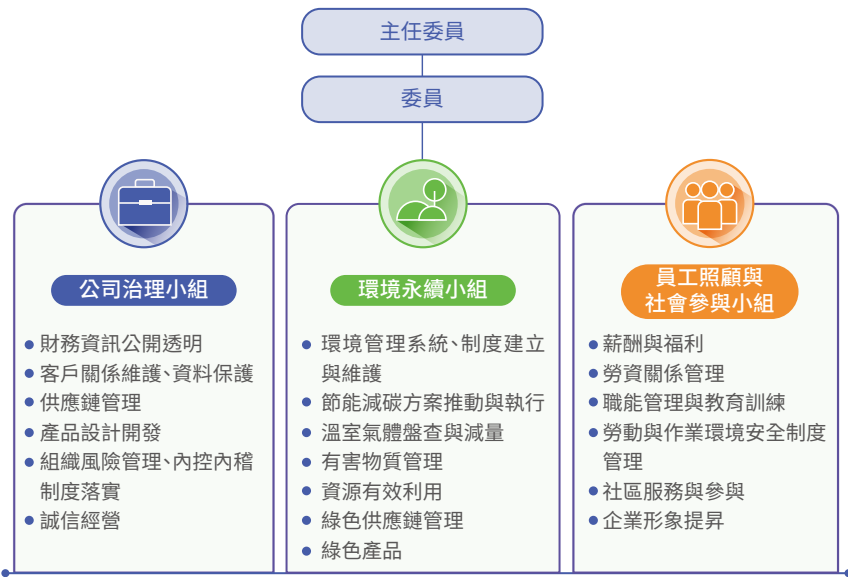 主任委員
委員
公司治理小組
• 財務資訊公開透明
• 客戶關係維護、資料保護
• 供應鏈管理
• 產品設計開發
• 組織風險管理、內控內稽
制度落實
• 誠信經營
環境永續小組
• 環境管理系統、制度建立
與維護
• 節能減碳方案推動與執行
• 溫室氣體盤查與減量
• 有害物質管理
• 資源有效利用
• 綠色供應鏈管理
• 綠色產品
員工照顧與
社會參與小組
• 薪酬與福利
• 勞資關係管理
• 職能管理與教育訓練
• 勞動與作業環境安全制度
管理
• 社區服務與參與
• 企業形象提昇